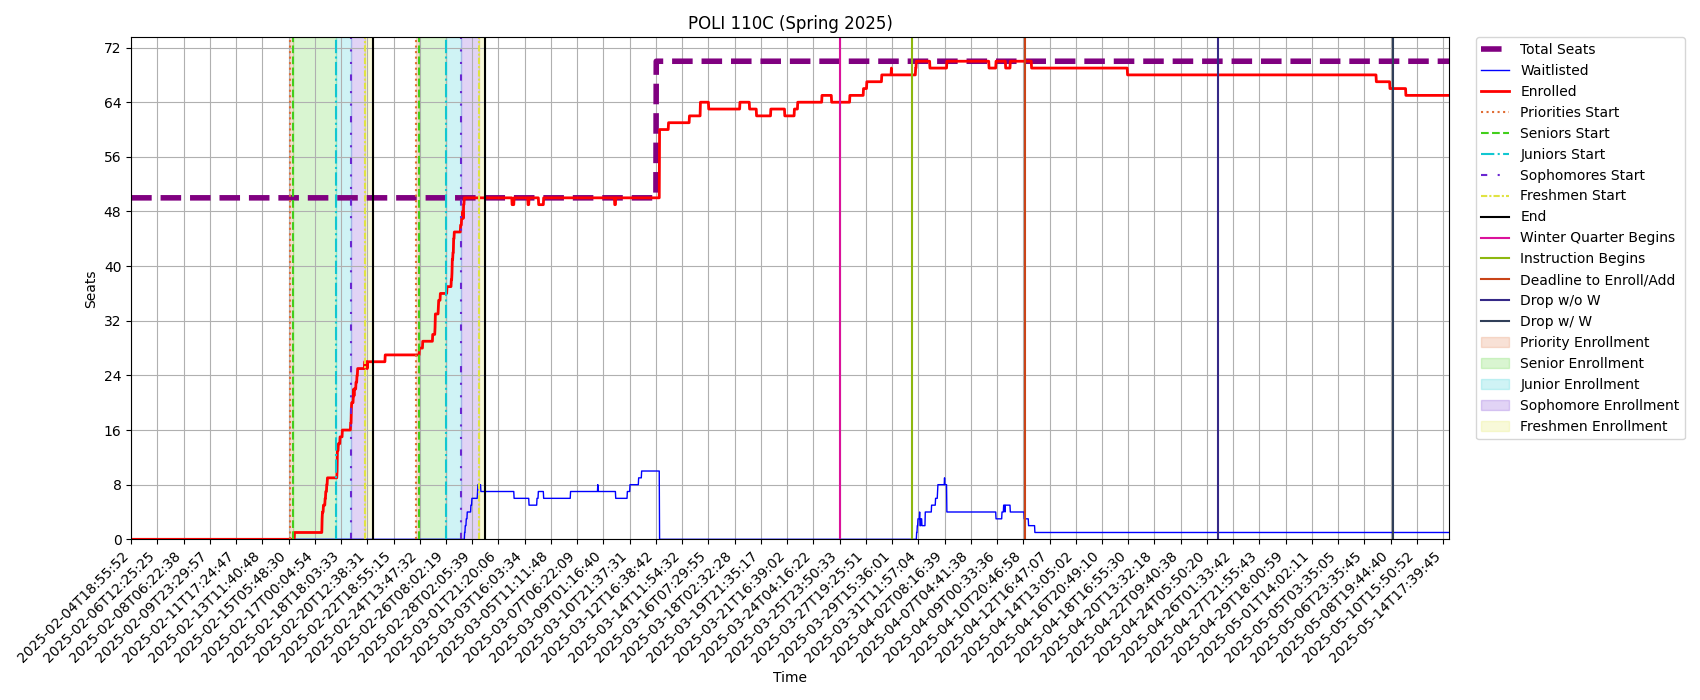 POLI 110C (Spring 2025)
Seats
72
64
56
48
40
32
24
16
8
0
2025-02-04T18:55:52
2025-02-06T12:25:25
2025-02-08T06:22:38
2025-02-09T23:29:57
2025-02-11T17:24:47
2025-02-13T11:40:48
2025-02-15T05:48:30
2025-02-17T00:04:54
2025-02-18T18:03:33
2025-02-20T12:38:31
2025-02-22T18:55:15
2025-02-24T13:47:32
2025-02-26T08:02:19
2025-02-28T02:05:39
2025-03-01T21:20:06
2025-03-03T16:03:34
2025-03-05T11:11:48
2025-03-07T06:22:09
2025-03-09T01:16:40
2025-03-10T21:37:31
2025-03-12T16:38:42
2025-03-14T11:54:32
2025-03-16T07:29:55
2025-03-18T02:32:28
2025-03-19T21:35:17
2025-03-21T16:39:02
2025-03-24T04:16:22
2025-03-25T23:50:33
2025-03-27T19:25:51
2025-03-29T15:36:01
2025-03-31T11:57:04
2025-04-02T08:16:39
2025-04-07T04:41:38
2025-04-09T00:33:36
2025-04-10T20:46:58
2025-04-12T16:47:07
2025-04-14T13:05:02
2025-04-16T20:49:10
2025-04-18T16:55:30
2025-04-20T13:32:18
2025-04-22T09:40:38
2025-04-24T05:50:20
2025-04-26T01:33:42
2025-04-27T21:55:43
2025-04-29T18:00:59
2025-05-01T14:02:11
2025-05-05T03:35:05
2025-05-06T23:35:45
2025-05-08T19:44:40
2025-05-10T15:50:52
2025-05-14T17:39:45
Time
Total Seats
Waitlisted
Enrolled
Priorities Start
Seniors Start
Juniors Start
Sophomores Start
Freshmen Start
End
Winter Quarter Begins
Instruction Begins
Deadline to Enroll/Add
Drop w/o W
Drop w/ W
Priority Enrollment
Senior Enrollment
Junior Enrollment
Sophomore Enrollment
Freshmen Enrollment